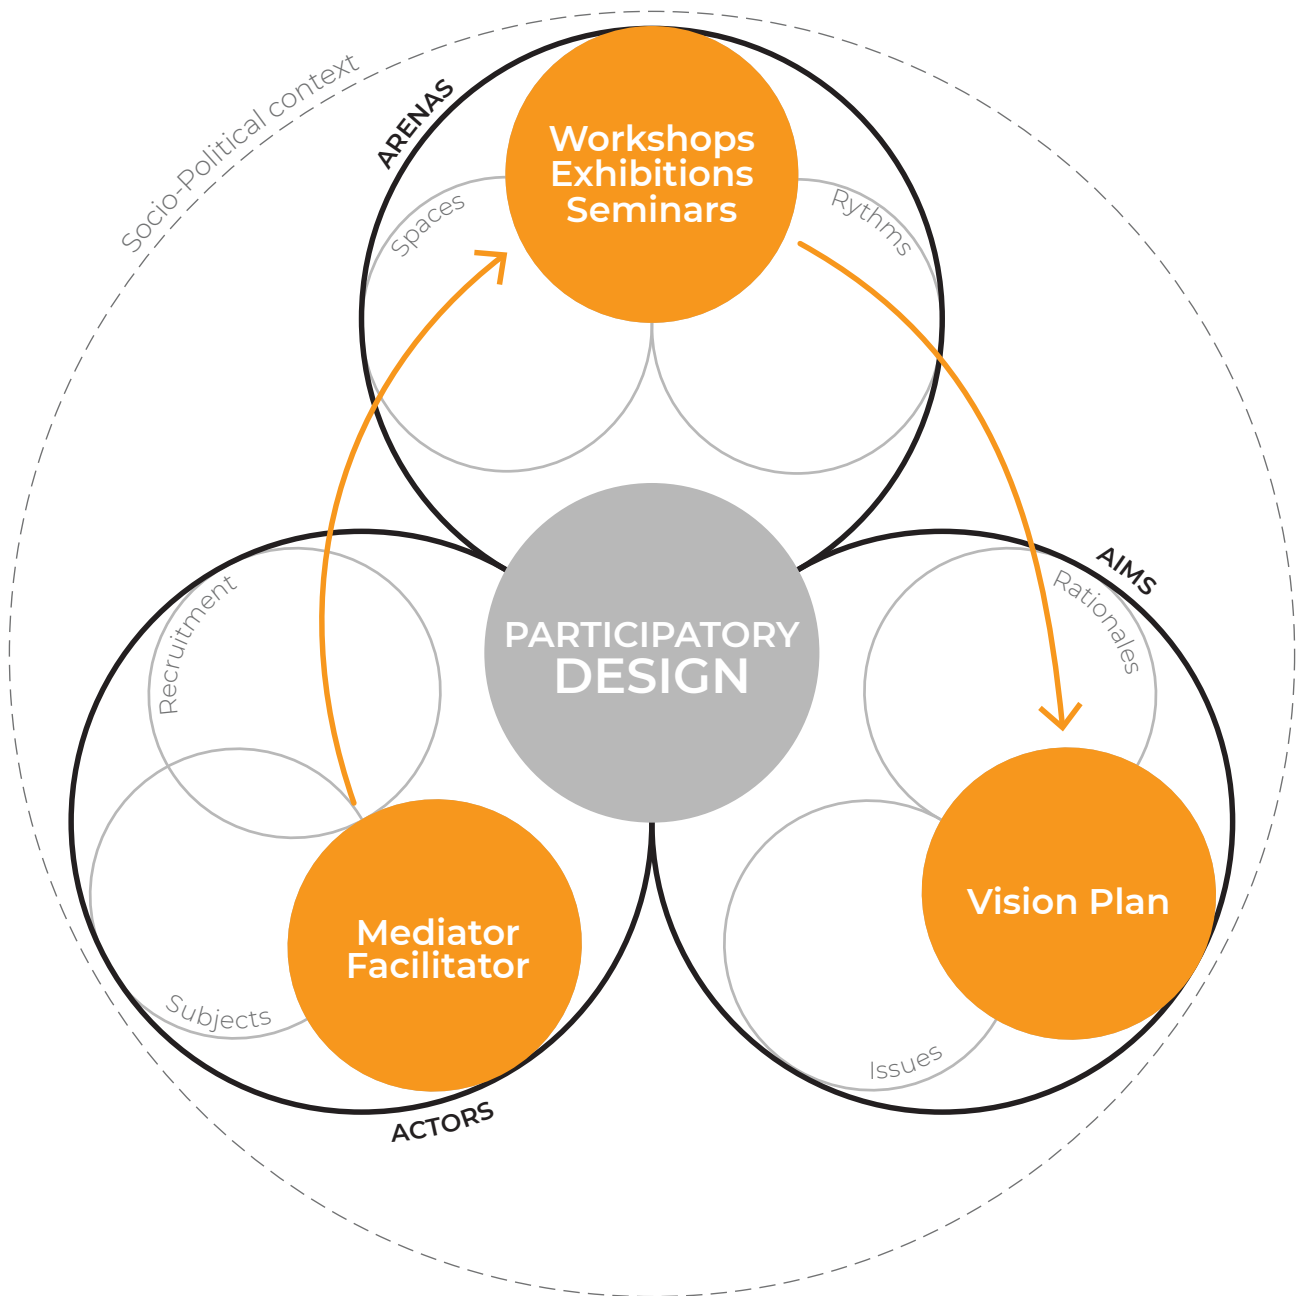 Socio-Political context
ARENAS
Workshops
Exhibitions
Seminars
Spaces
Rythms
PARTICIPATORY
DESIGN
AIMS
Rationales
Recruitment
Vision Plan
Mediator
Facilitator
Subjects
Issues
ACTORS